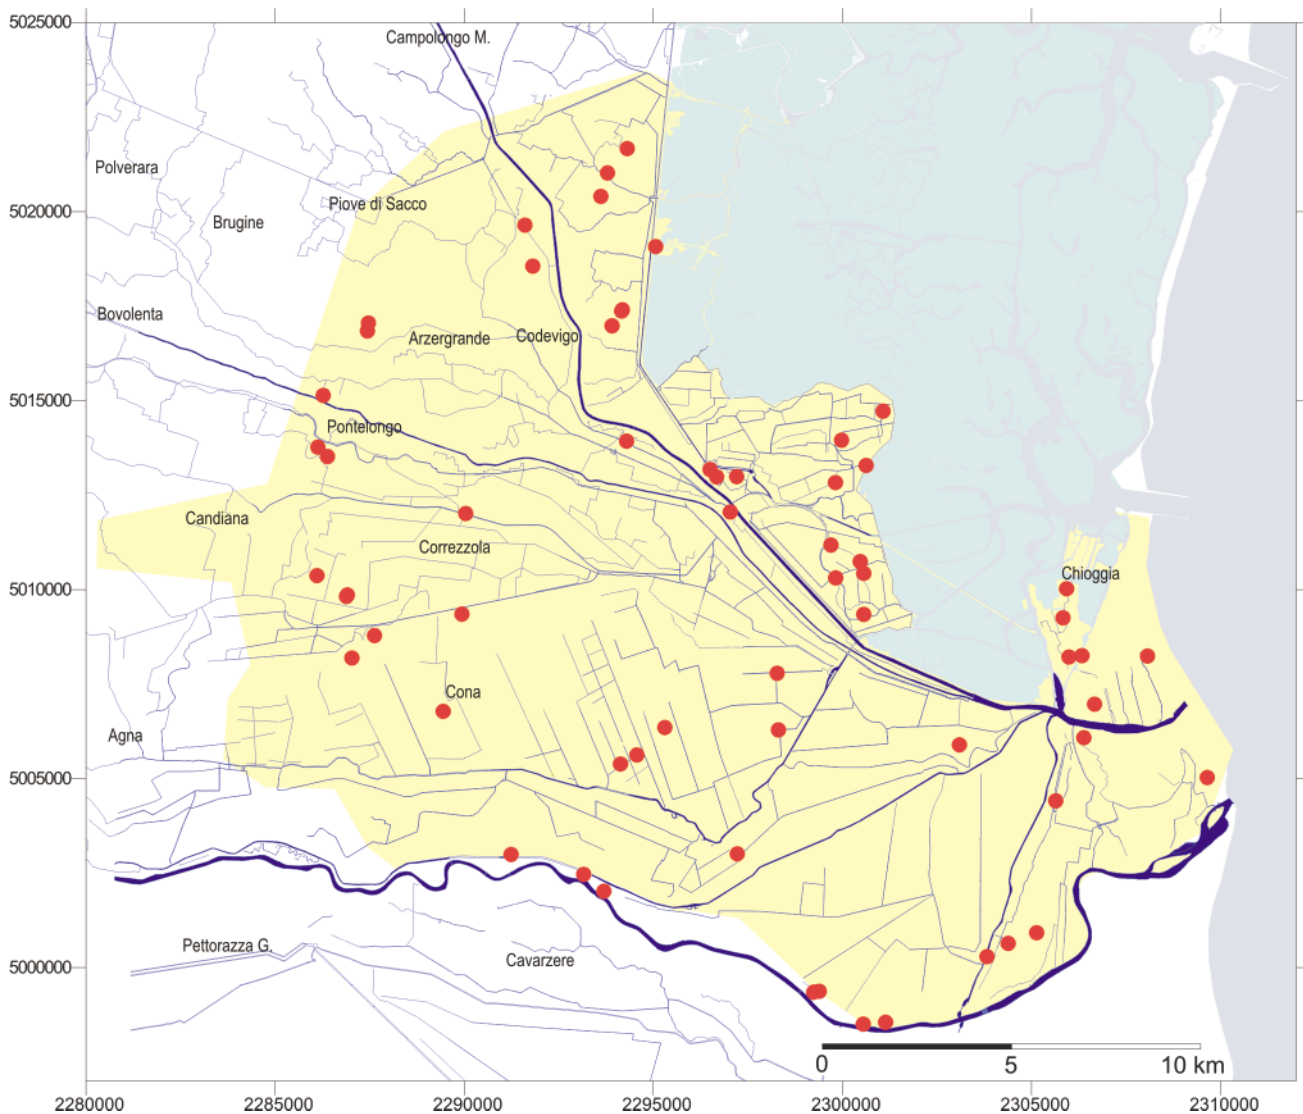 5025000
Campolongo M.
Polverara
Piove di Sacco
5020000
Brugine
Bovolenta
Arzergrande
Codevigo
5015000
Pontelongo
Candiana
Correzzola
Chioggia
5010000
Cona
Agna
5005000
Pettorazza G.
Cavarzere
5000000
0 5 10 km
2280000 2285000 2290000 2295000 2300000 2305000 2310000